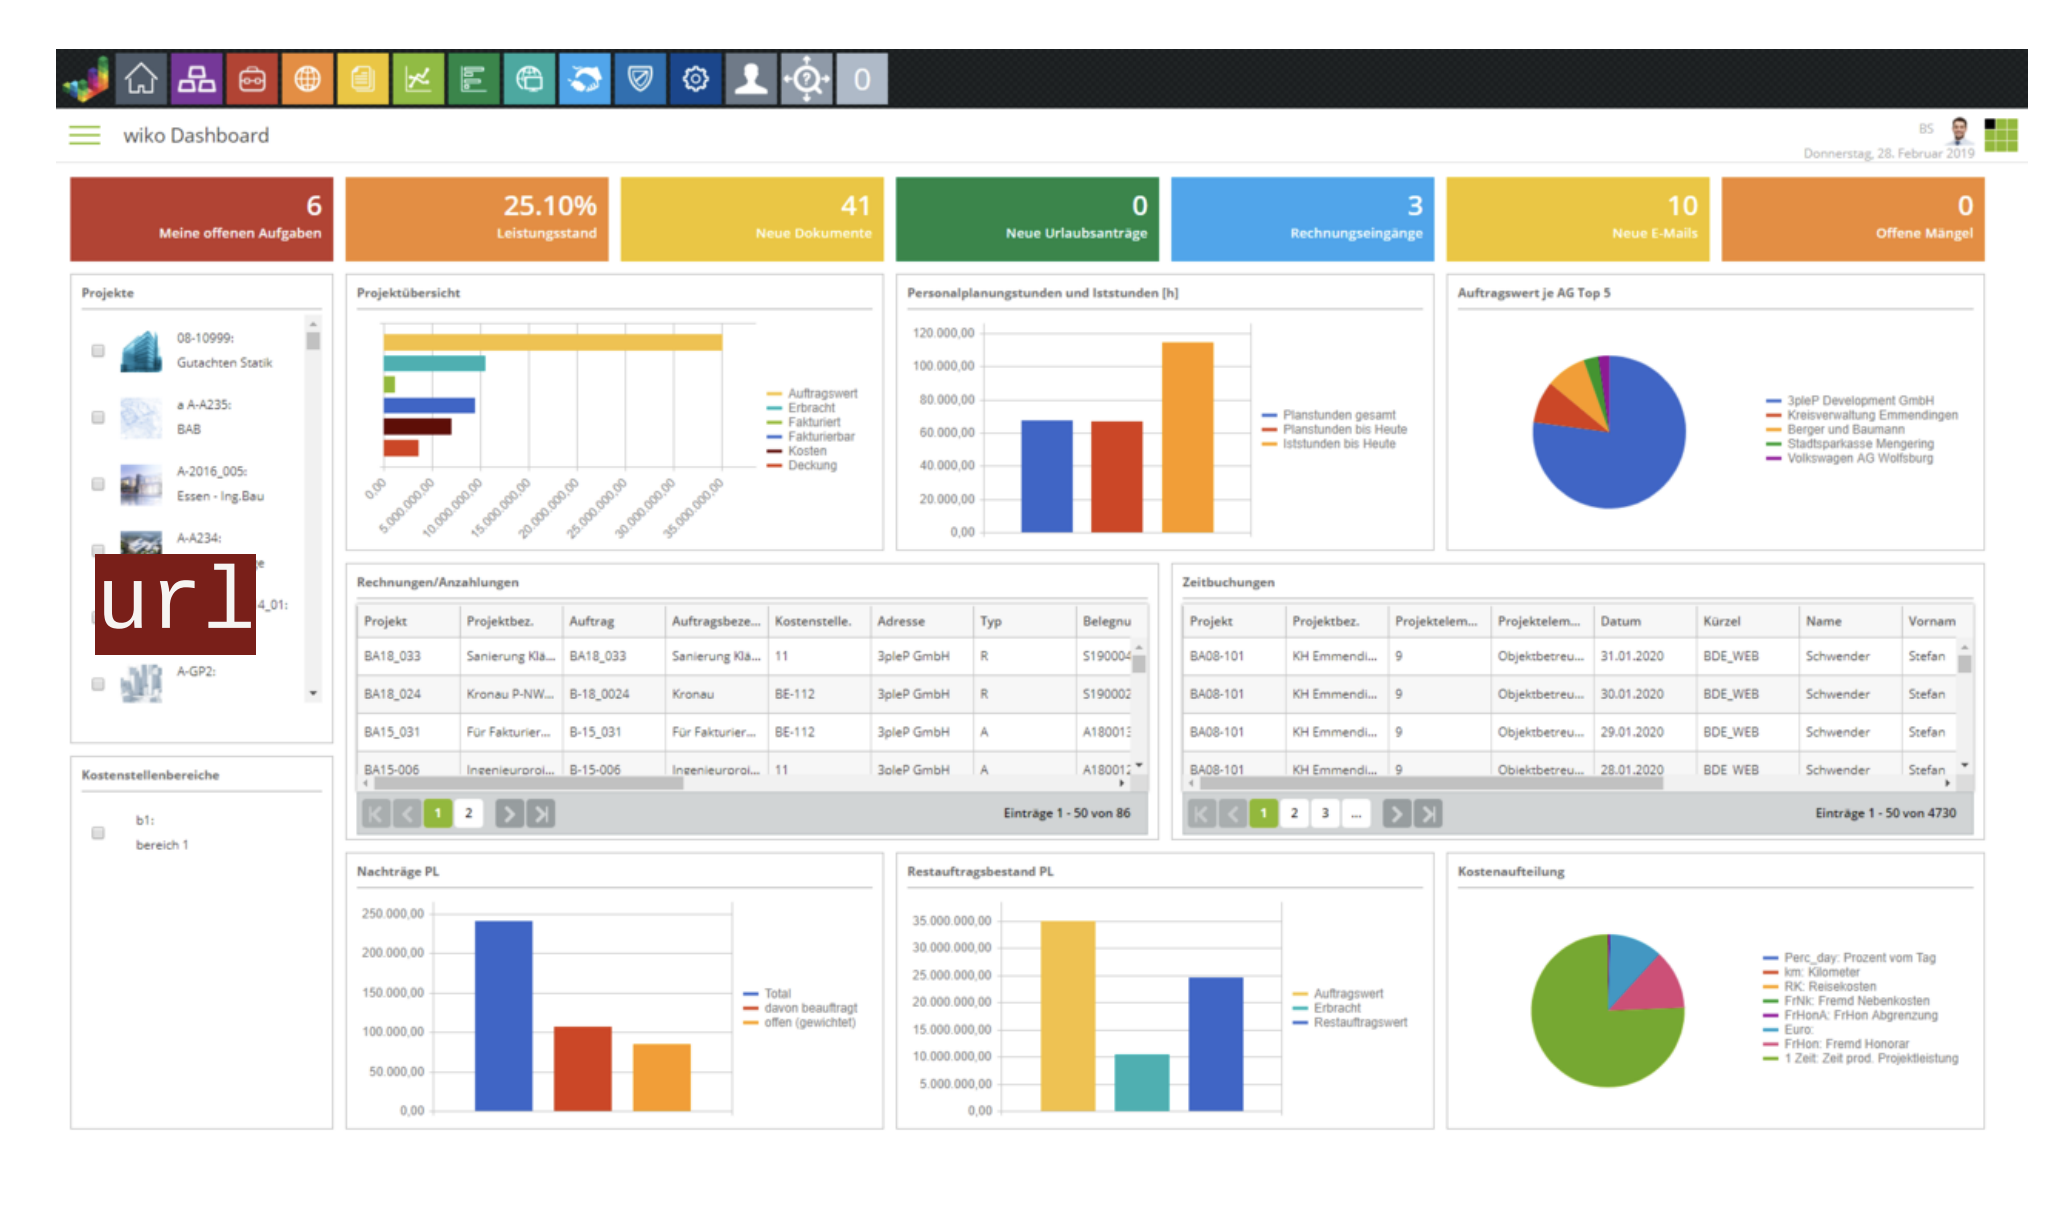 0
wiko Dashboard
BS
Donnerstag, 28. Februar 2019
6
Meine offenen Aufgaben
25.10%
Leistungsstand
41
Neue Dokumente
0
Neue Urlaubsanträge
3
Rechnungseingänge
10
Neue E-Mails
0
Offene Mängel
Projekte
08-10999:
Gutachten Statik
a A-A235:
BAB
A-2016_005:
Essen - Ing.Bau
A-A234:
url
4_01:
A-GP2:
Kostenstellenbereiche
b1:
bereich 1
Projektübersicht
Auftragswert
Erbracht
Fakturiert
Fakturierbar
Kosten
Deckung
0,00
5.000.000,00
10.000.000,00
15.000.000,00
20.000.000,00
25.000.000,00
30.000.000,00
35.000.000,00
Personalplanungstunden und Iststunden [h]
120.000,00
100.000,00
80.000,00
60.000,00
40.000,00
20.000,00
0,00
Planstunden gesamt
Planstunden bis Heute
Iststunden bis Heute
Auftragswert je AG Top 5
3pleP Development GmbH
Kreisverwaltung Emmendingen
Berger und Baumann
Stadtsparkasse Mengering
Volkswagen AG Wolfsburg
Rechnungen/Anzahlungen
Projekt Projektbez. Auftrag Auftragsbeze... Kostenstelle. Adresse Typ Belegnu
BA18_033 Sanierung Klä... BA18_033 Sanierung Klä... 11 3pleP GmbH R S190004
BA18_024 Kronau P-NW... B-18_0024 Kronau BE-112 3pleP GmbH R S190002
BA15_031 Für Fakturier... B-15_031 Für Fakturier... BE-112 3pleP GmbH A A180013
BA15-006 Ingenieurproj... B-15-006 Ingenieurproj... 11 3pleP GmbH A A180012
1 2 Einträge 1 - 50 von 86
Zeitbuchungen
Projekt Projektbez. Projektelem... Projektelem... Datum Kürzel Name Vornam
BA08-101 KH Emmendi... 9 Objektbetreu... 31.01.2020 BDE_WEB Schwender Stefan
BA08-101 KH Emmendi... 9 Objektbetreu... 30.01.2020 BDE_WEB Schwender Stefan
BA08-101 KH Emmendi... 9 Objektbetreu... 29.01.2020 BDE_WEB Schwender Stefan
BA08-101 KH Emmendi... 9 Objektbetreu... 28.01.2020 BDE WEB Schwender Stefan
1 2 3 ... Einträge 1 - 50 von 4730
Nachträge PL
250.000,00
200.000,00
150.000,00
100.000,00
50.000,00
0,00
Total
davon beauftragt
offen (gewichtet)
Restauftragsbestand PL
35.000.000,00
30.000.000,00
25.000.000,00
20.000.000,00
15.000.000,00
10.000.000,00
5.000.000,00
0,00
Auftragswert
Erbracht
Restauftragswert
Kostenaufteilung
Perc_day: Prozent vom Tag
km: Kilometer
RK: Reisekosten
FrNk: Fremd Nebenkosten
FrHonA: FrHon Abgrenzung
Euro:
FrHon: Fremd Honorar
1 Zeit: Zeit prod. Projektleistung